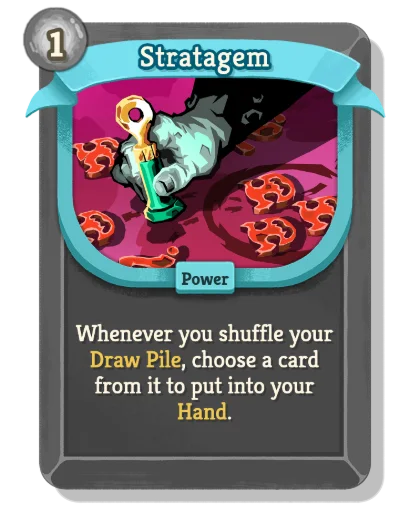 1
Stratagem
Power
Whenever you shuffle your
Draw Pile, choose a card
from it to put into your
Hand.